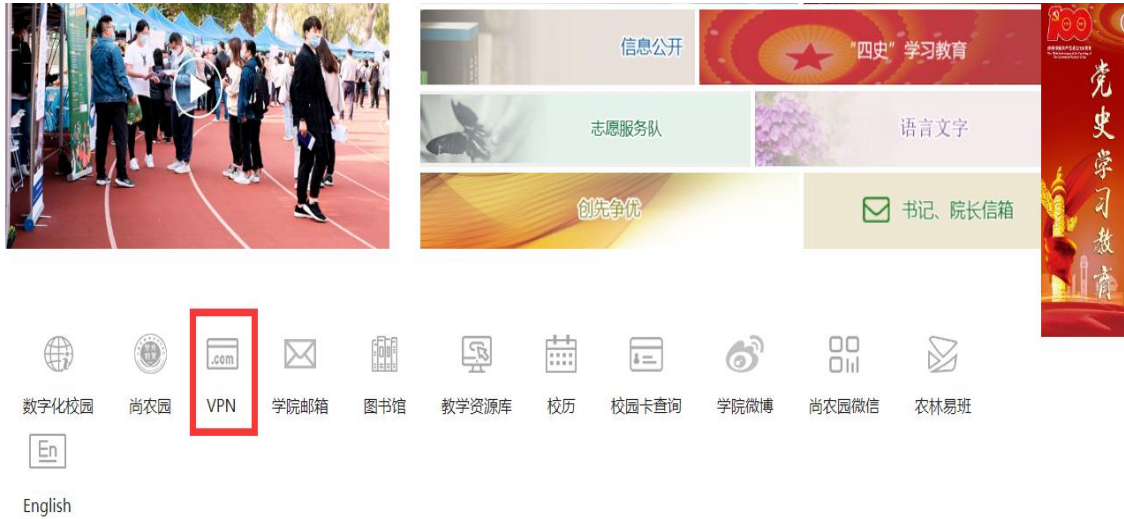 信息公开
"四史"学习教育
志愿服务队
语言文字
创先争优
书记、院长信箱
100
党史学习教育
.com
数字化校园
尚农园
VPN
学院邮箱
图书馆
教学资源库
校历
校园卡查询
学院微博
尚农园微信
农林易班
En
English